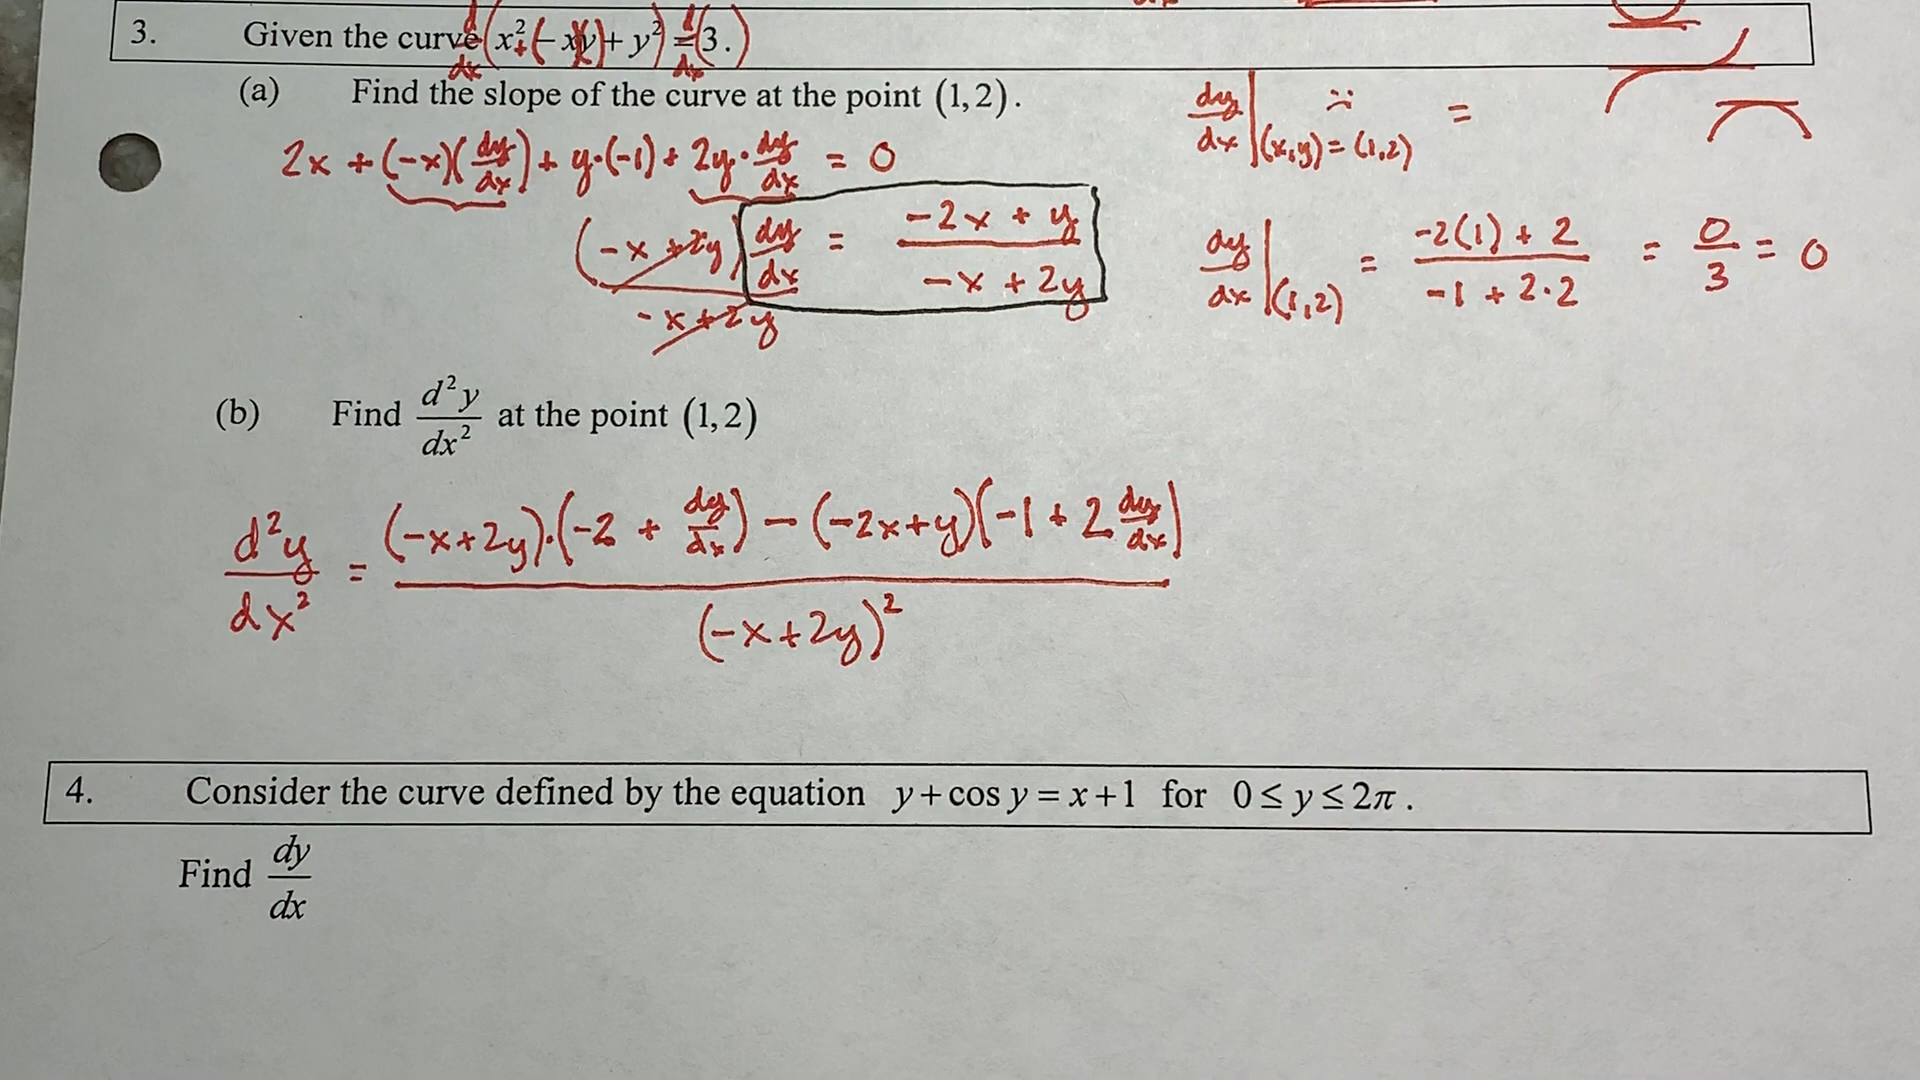 3. Given the curve d/dx (x² + (-xy) + y²) = d/dx (3.)
(a) Find the slope of the curve at the point (1,2).
dy/dx |(x,y)=(1,2) =
2x + (-x)(dy/dx) + y·(-1) + 2y·dy/dx = 0
(-x+2y) dy/dx = -2x + y
-x+2y -x + 2y
dy/dx |(1,2) = -2(1) + 2 / -1 + 2·2 = 0/3 = 0
(b) Find d²y/dx² at the point (1,2)
d²y/dx² = (-x+2y)·(-2 + dy/dx) - (-2x+y)(-1 + 2 dy/dx)
(-x+2y)²
4. Consider the curve defined by the equation y + cos y = x + 1 for 0 ≤ y ≤ 2π.
Find dy/dx